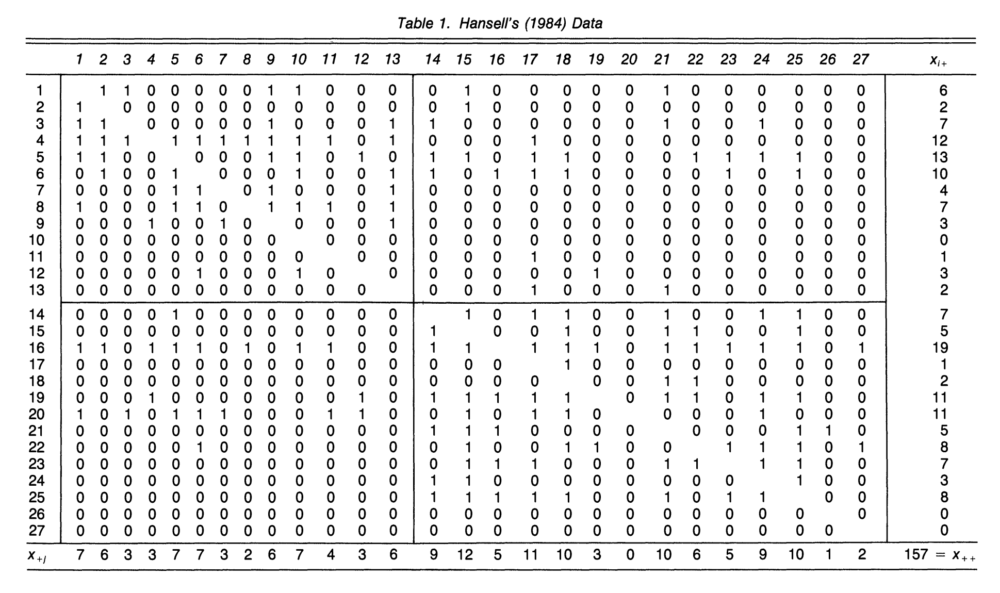 Table 1. Hansell's (1984) Data
1 2 3 4 5 6 7 8 9 10 11 12 13 14 15 16 17 18 19 20 21 22 23 24 25 26 27 x_{i+}
1 1 1 0 0 0 0 0 1 1 0 0 0 0 1 0 0 0 0 0 1 0 0 0 0 0 0 6
2 1 0 0 0 0 0 0 0 0 0 0 0 0 1 0 0 0 0 0 0 0 0 0 0 0 0 2
3 1 1 0 0 0 0 0 1 0 0 0 1 1 0 0 0 0 0 0 1 0 0 1 0 0 0 7
4 1 1 1 1 1 1 1 1 1 1 0 1 0 0 0 1 0 0 0 0 0 0 0 0 0 0 12
5 1 1 0 0 0 0 0 1 1 0 1 0 1 1 0 1 1 0 0 0 1 1 1 1 0 0 13
6 0 1 0 0 1 0 0 0 1 0 0 1 1 0 1 1 1 0 0 0 0 1 0 1 0 0 10
7 0 0 0 0 1 1 0 1 0 0 0 1 0 0 0 0 0 0 0 0 0 0 0 0 0 0 4
8 1 0 0 0 1 1 0 1 1 1 0 1 0 0 0 0 0 0 0 0 0 0 0 0 0 0 7
9 0 0 0 1 0 0 1 0 0 0 0 1 0 0 0 0 0 0 0 0 0 0 0 0 0 0 3
10 0 0 0 0 0 0 0 0 0 0 0 0 0 0 0 0 0 0 0 0 0 0 0 0 0 0 0
11 0 0 0 0 0 0 0 0 0 0 0 0 0 0 0 1 0 0 0 0 0 0 0 0 0 0 1
12 0 0 0 0 0 1 0 0 0 1 0 0 0 0 0 0 0 1 0 0 0 0 0 0 0 0 3
13 0 0 0 0 0 0 0 0 0 0 0 0 0 0 0 1 0 0 0 1 0 0 0 0 0 0 2
14 0 0 0 0 1 0 0 0 0 0 0 0 0 1 0 1 1 0 0 1 0 0 1 1 0 0 7
15 0 0 0 0 0 0 0 0 0 0 0 0 0 1 0 0 1 0 0 1 1 0 0 1 0 0 5
16 1 1 0 1 1 1 0 1 0 1 1 0 0 1 1 1 1 1 0 1 1 1 1 1 0 1 19
17 0 0 0 0 0 0 0 0 0 0 0 0 0 0 0 0 1 0 0 0 0 0 0 0 0 0 1
18 0 0 0 0 0 0 0 0 0 0 0 0 0 0 0 0 0 0 0 1 1 0 0 0 0 0 2
19 0 0 0 1 0 0 0 0 0 0 0 1 0 1 1 1 1 1 0 1 1 0 1 1 0 0 11
20 1 0 1 0 1 1 1 0 0 0 1 1 0 0 1 0 1 1 0 0 0 0 1 0 0 0 11
21 0 0 0 0 0 0 0 0 0 0 0 0 0 1 1 1 0 0 0 0 0 0 0 1 1 0 5
22 0 0 0 0 0 1 0 0 0 0 0 0 0 0 1 0 0 1 1 0 0 1 1 1 0 1 8
23 0 0 0 0 0 0 0 0 0 0 0 0 0 0 1 1 1 0 0 0 1 1 1 1 0 0 7
24 0 0 0 0 0 0 0 0 0 0 0 0 0 1 1 0 0 0 0 0 0 0 0 1 0 0 3
25 0 0 0 0 0 0 0 0 0 0 0 0 0 1 1 1 1 1 0 0 1 0 1 1 0 0 8
26 0 0 0 0 0 0 0 0 0 0 0 0 0 0 0 0 0 0 0 0 0 0 0 0 0 0 0
27 0 0 0 0 0 0 0 0 0 0 0 0 0 0 0 0 0 0 0 0 0 0 0 0 0 0 0
x_{+j} 7 6 3 3 7 7 3 2 6 7 4 3 6 9 12 5 11 10 3 0 10 6 5 9 10 1 2 157 = x_{++}